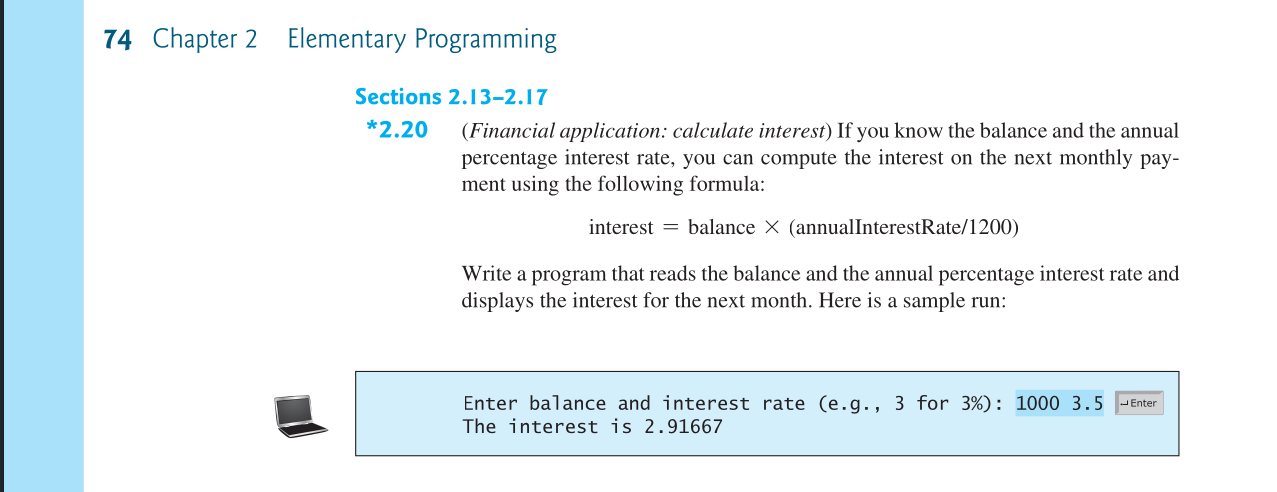 74 Chapter 2 Elementary Programming
Sections 2.13–2.17
*2.20 (Financial application: calculate interest) If you know the balance and the annual
percentage interest rate, you can compute the interest on the next monthly pay-
ment using the following formula:
interest = balance × (annualInterestRate/1200)
Write a program that reads the balance and the annual percentage interest rate and
displays the interest for the next month. Here is a sample run:
Enter balance and interest rate (e.g., 3 for 3%): 1000 3.5 ↵Enter
The interest is 2.91667